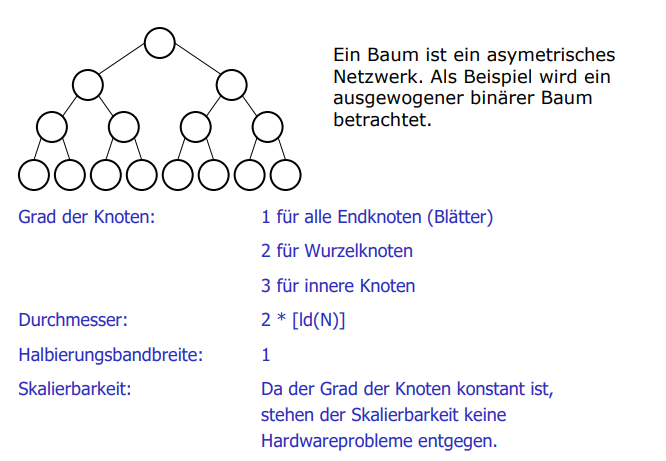 Ein Baum ist ein asymetrisches
Netzwerk. Als Beispiel wird ein
ausgewogener binärer Baum
betrachtet.
Grad der Knoten: 1 für alle Endknoten (Blätter)
2 für Wurzelknoten
3 für innere Knoten
Durchmesser: 2 * [ld(N)]
Halbierungsbandbreite: 1
Skalierbarkeit: Da der Grad der Knoten konstant ist,
stehen der Skalierbarkeit keine
Hardwareprobleme entgegen.